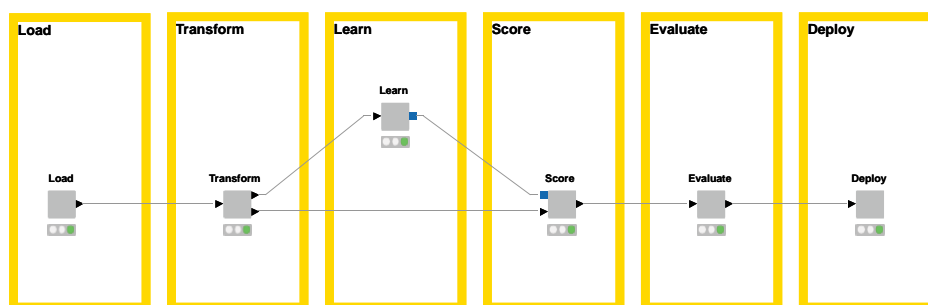 Load
Transform
Learn
Score
Evaluate
Deploy
Learn
Load
Transform
Score
Evaluate
Deploy